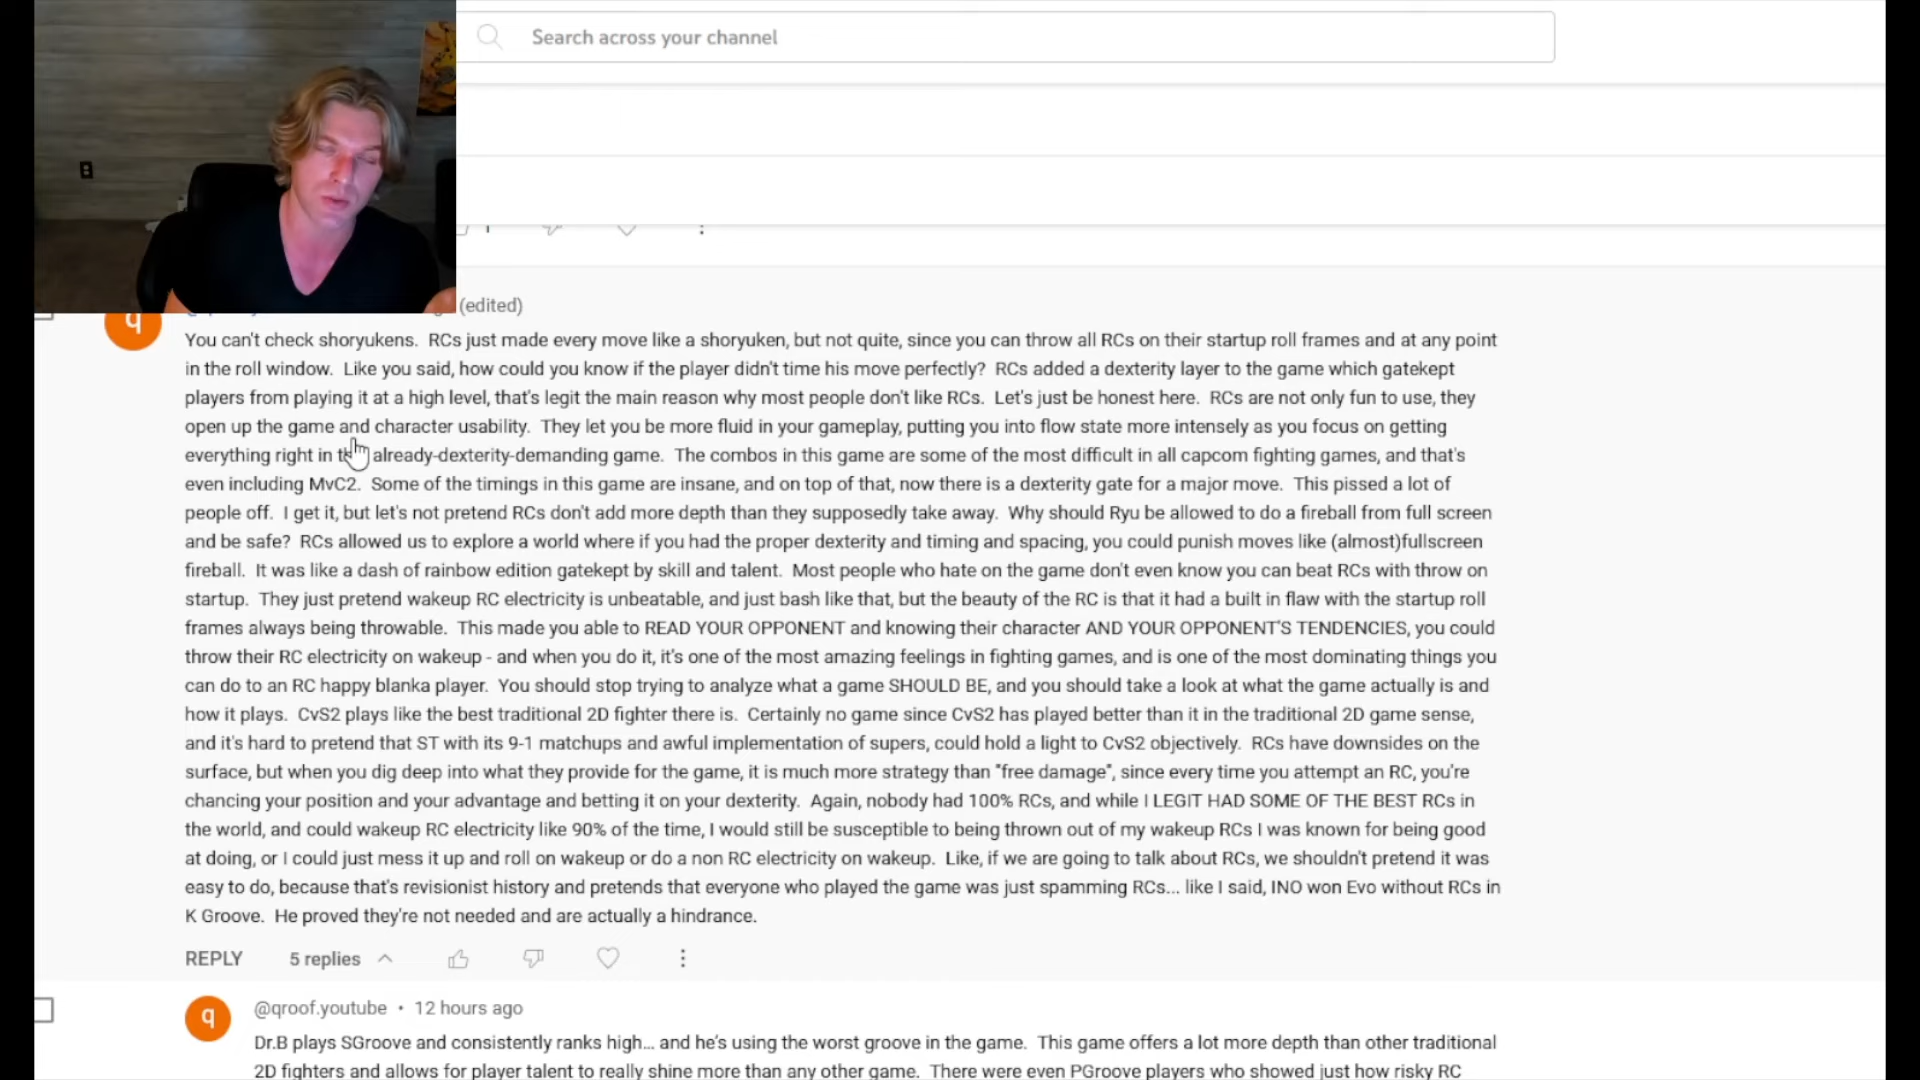 Search across your channel
1
(edited)
q
You can't check shoryukens. RCs just made every move like a shoryuken, but not quite, since you can throw all RCs on their startup roll frames and at any point
in the roll window. Like you said, how could you know if the player didn't time his move perfectly? RCs added a dexterity layer to the game which gatekept
players from playing it at a high level, that's legit the main reason why most people don't like RCs. Let's just be honest here. RCs are not only fun to use, they
open up the game and character usability. They let you be more fluid in your gameplay, putting you into flow state more intensely as you focus on getting
everything right in already-dexterity-demanding game. The combos in this game are some of the most difficult in all capcom fighting games, and that's
even including MvC2. Some of the timings in this game are insane, and on top of that, now there is a dexterity gate for a major move. This pissed a lot of
people off. I get it, but let's not pretend RCs don't add more depth than they supposedly take away. Why should Ryu be allowed to do a fireball from full screen
and be safe? RCs allowed us to explore a world where if you had the proper dexterity and timing and spacing, you could punish moves like (almost)fullscreen
fireball. It was like a dash of rainbow edition gatekept by skill and talent. Most people who hate on the game don't even know you can beat RCs with throw on
startup. They just pretend wakeup RC electricity is unbeatable, and just bash like that, but the beauty of the RC is that it had a built in flaw with the startup roll
frames always being throwable. This made you able to READ YOUR OPPONENT and knowing their character AND YOUR OPPONENT'S TENDENCIES, you could
throw their RC electricity on wakeup - and when you do it, it's one of the most amazing feelings in fighting games, and is one of the most dominating things you
can do to an RC happy blanka player. You should stop trying to analyze what a game SHOULD BE, and you should take a look at what the game actually is and
how it plays. CvS2 plays like the best traditional 2D fighter there is. Certainly no game since CvS2 has played better than it in the traditional 2D game sense,
and it's hard to pretend that ST with its 9-1 matchups and awful implementation of supers, could hold a light to CvS2 objectively. RCs have downsides on the
surface, but when you dig deep into what they provide for the game, it is much more strategy than "free damage", since every time you attempt an RC, you're
chancing your position and your advantage and betting it on your dexterity. Again, nobody had 100% RCs, and while I LEGIT HAD SOME OF THE BEST RCs in
the world, and could wakeup RC electricity like 90% of the time, I would still be susceptible to being thrown out of my wakeup RCs I was known for being good
at doing, or I could just mess it up and roll on wakeup or do a non RC electricity on wakeup. Like, if we are going to talk about RCs, we shouldn't pretend it was
easy to do, because that's revisionist history and pretends that everyone who played the game was just spamming RCs... like I said, INO won Evo without RCs in
K Groove. He proved they're not needed and are actually a hindrance.
REPLY 5 replies
q
@qroof.youtube • 12 hours ago
Dr.B plays SGroove and consistently ranks high... and he's using the worst groove in the game. This game offers a lot more depth than other traditional
2D fighters and allows for player talent to really shine more than any other game. There were even PGroove players who showed just how risky RC